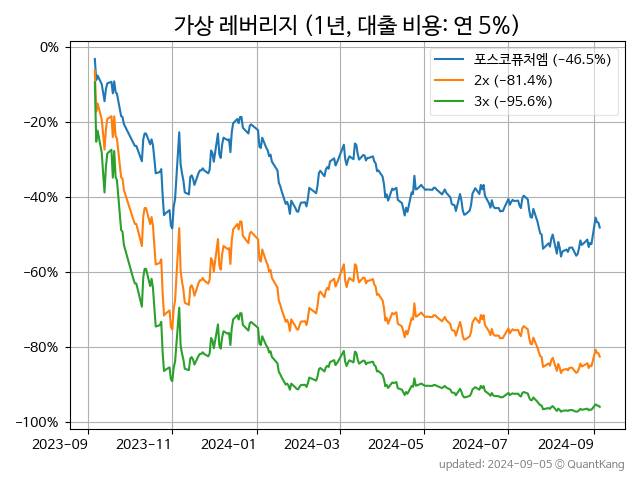 가상 레버리지 (1년, 대출 비용: 연 5%)
포스코퓨처엠 (−46.5%)
2x (−81.4%)
3x (−95.6%)
0%
−20%
−40%
−60%
−80%
−100%
2023-09 2023-11 2024-01 2024-03 2024-05 2024-07 2024-09
updated: 2024-09-05 © QuantKang